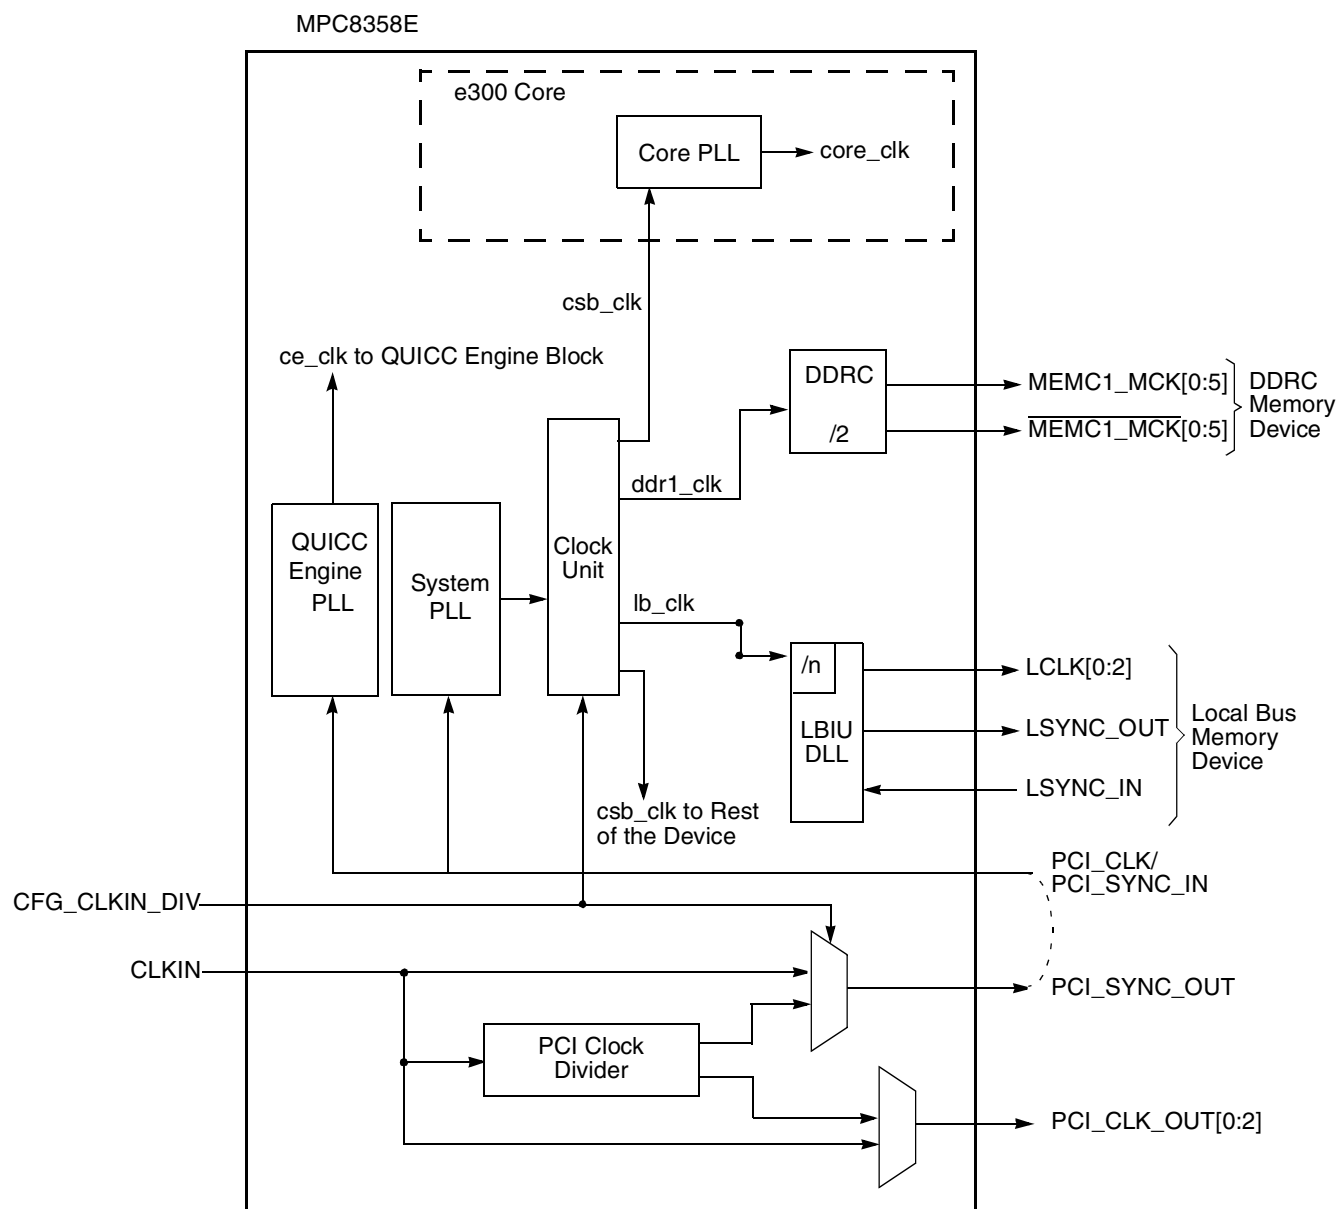 MPC8358E
e300 Core
Core PLL
core_clk
csb_clk
ce_clk to QUICC Engine Block
DDRC
/2
MEMC1_MCK[0:5]
MEMC1_MCK[0:5]
DDRC
Memory
Device
ddr1_clk
QUICC
Engine
PLL
System
PLL
Clock
Unit
lb_clk
/n
LBIU
DLL
LCLK[0:2]
LSYNC_OUT
LSYNC_IN
Local Bus
Memory
Device
csb_clk to Rest
of the Device
PCI_CLK/
PCI_SYNC_IN
CFG_CLKIN_DIV
CLKIN
PCI_SYNC_OUT
PCI Clock
Divider
PCI_CLK_OUT[0:2]